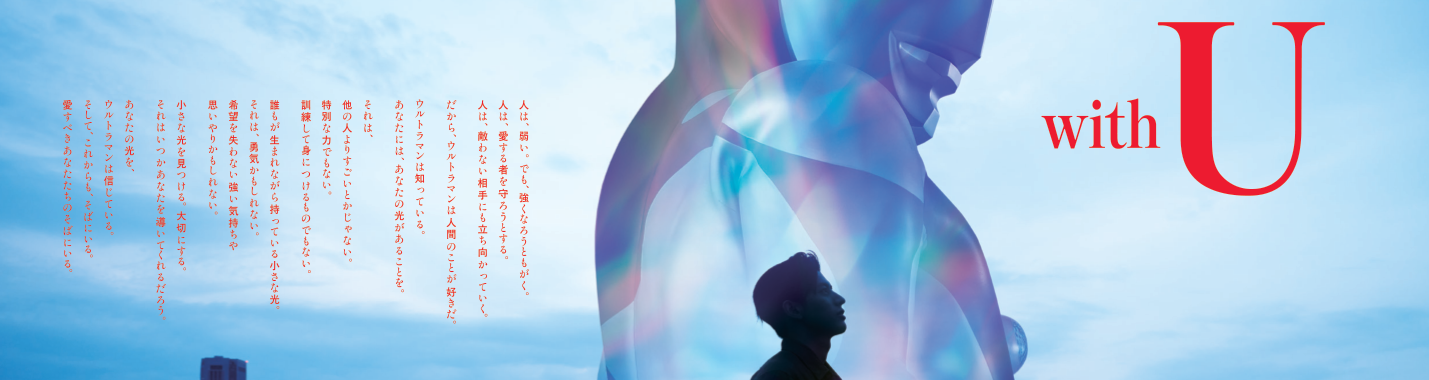 with U
人は、弱い。でも、強くなろうともがく。
人は、愛する者を守ろうとする。
人は、敵わない相手にも立ち向かっていく。
だから、ウルトラマンは人間のことが好きだ。
ウルトラマンは知っている。
あなたには、あなたの光があることを。
それは、
他の人よりすごいとかじゃない。
特別な力でもない。
訓練して身につけるものでもない。
誰もが生まれながら持っている小さな光。
それは、勇気かもしれない。
希望を失わない強い気持ちや
思いやりかもしれない。
小さな光を見つける。大切にする。
それはいつかあなたを導いてくれるだろう。
あなたの光を、
ウルトラマンは信じている。
そして、これからも、そばにいる。
愛すべきあなたたちのそばにいる。